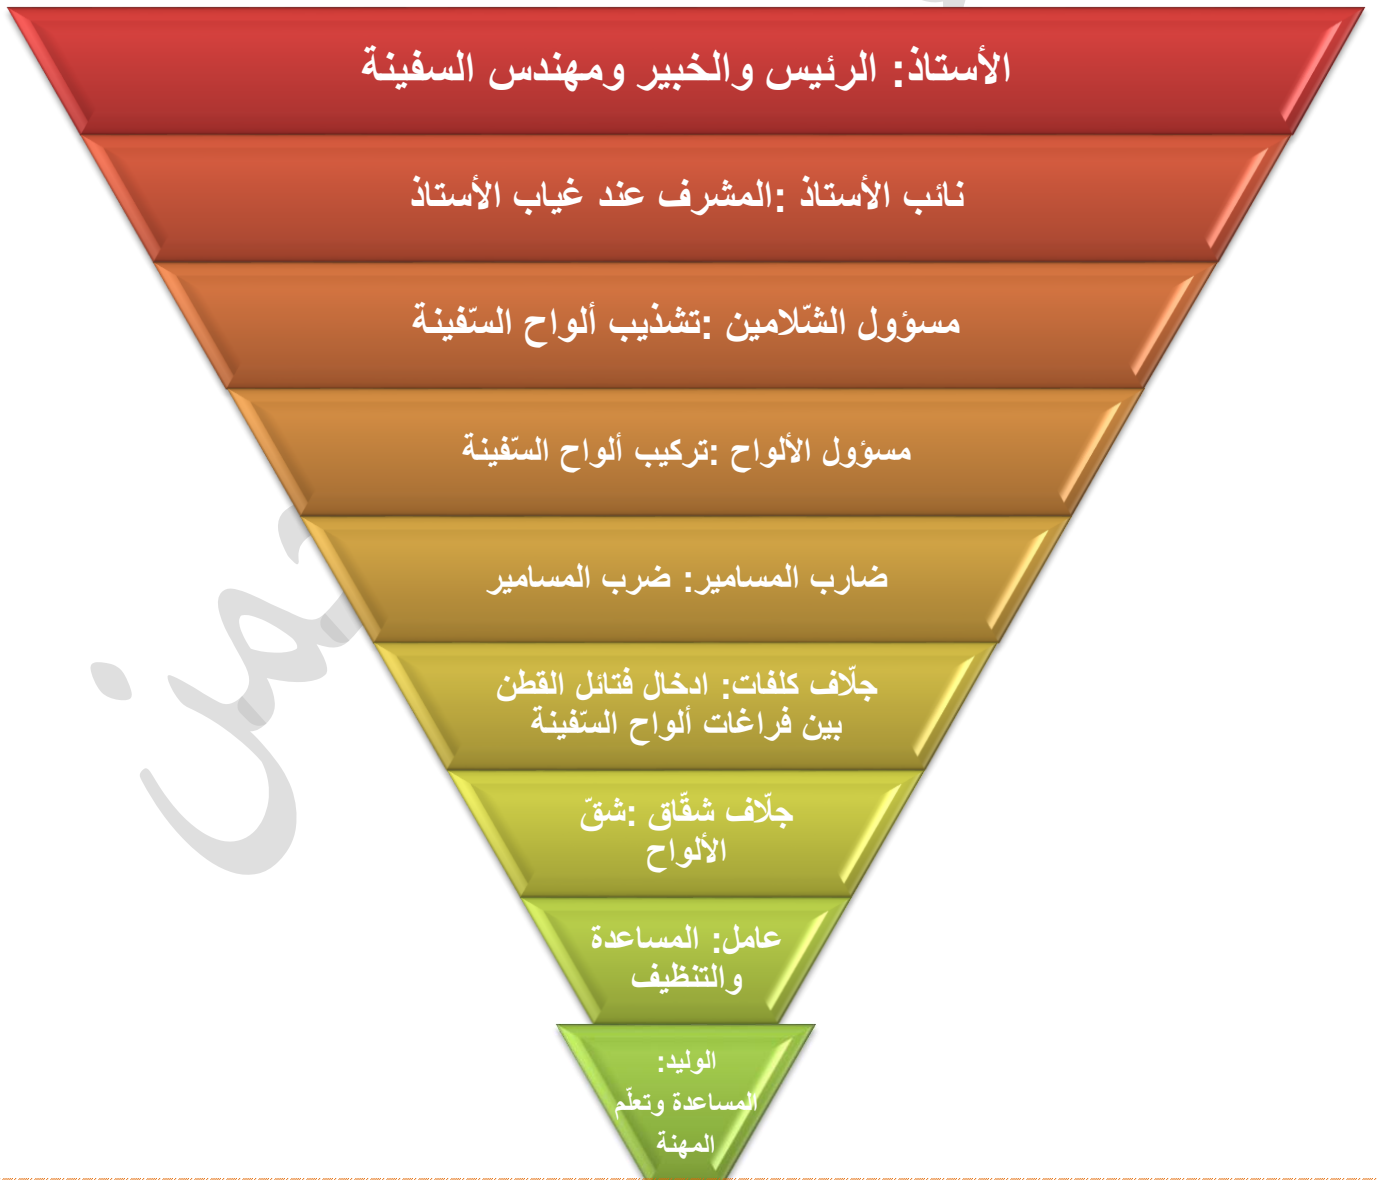 الأستاذ: الرئيس والخبير ومهندس السفينة
نائب الأستاذ :المشرف عند غياب الأستاذ
مسؤول الشّلامين :تشذيب ألواح السّفينة
مسؤول الألواح :تركيب ألواح السّفينة
ضارب المسامير: ضرب المسامير
جلّاف كلفات: ادخال فتائل القطن
بين فراغات ألواح السّفينة
جلّاف شقّاق :شقّ
الألواح
عامل: المساعدة
والتنظيف
الوليد:
المساعدة وتعلّم
المهنة